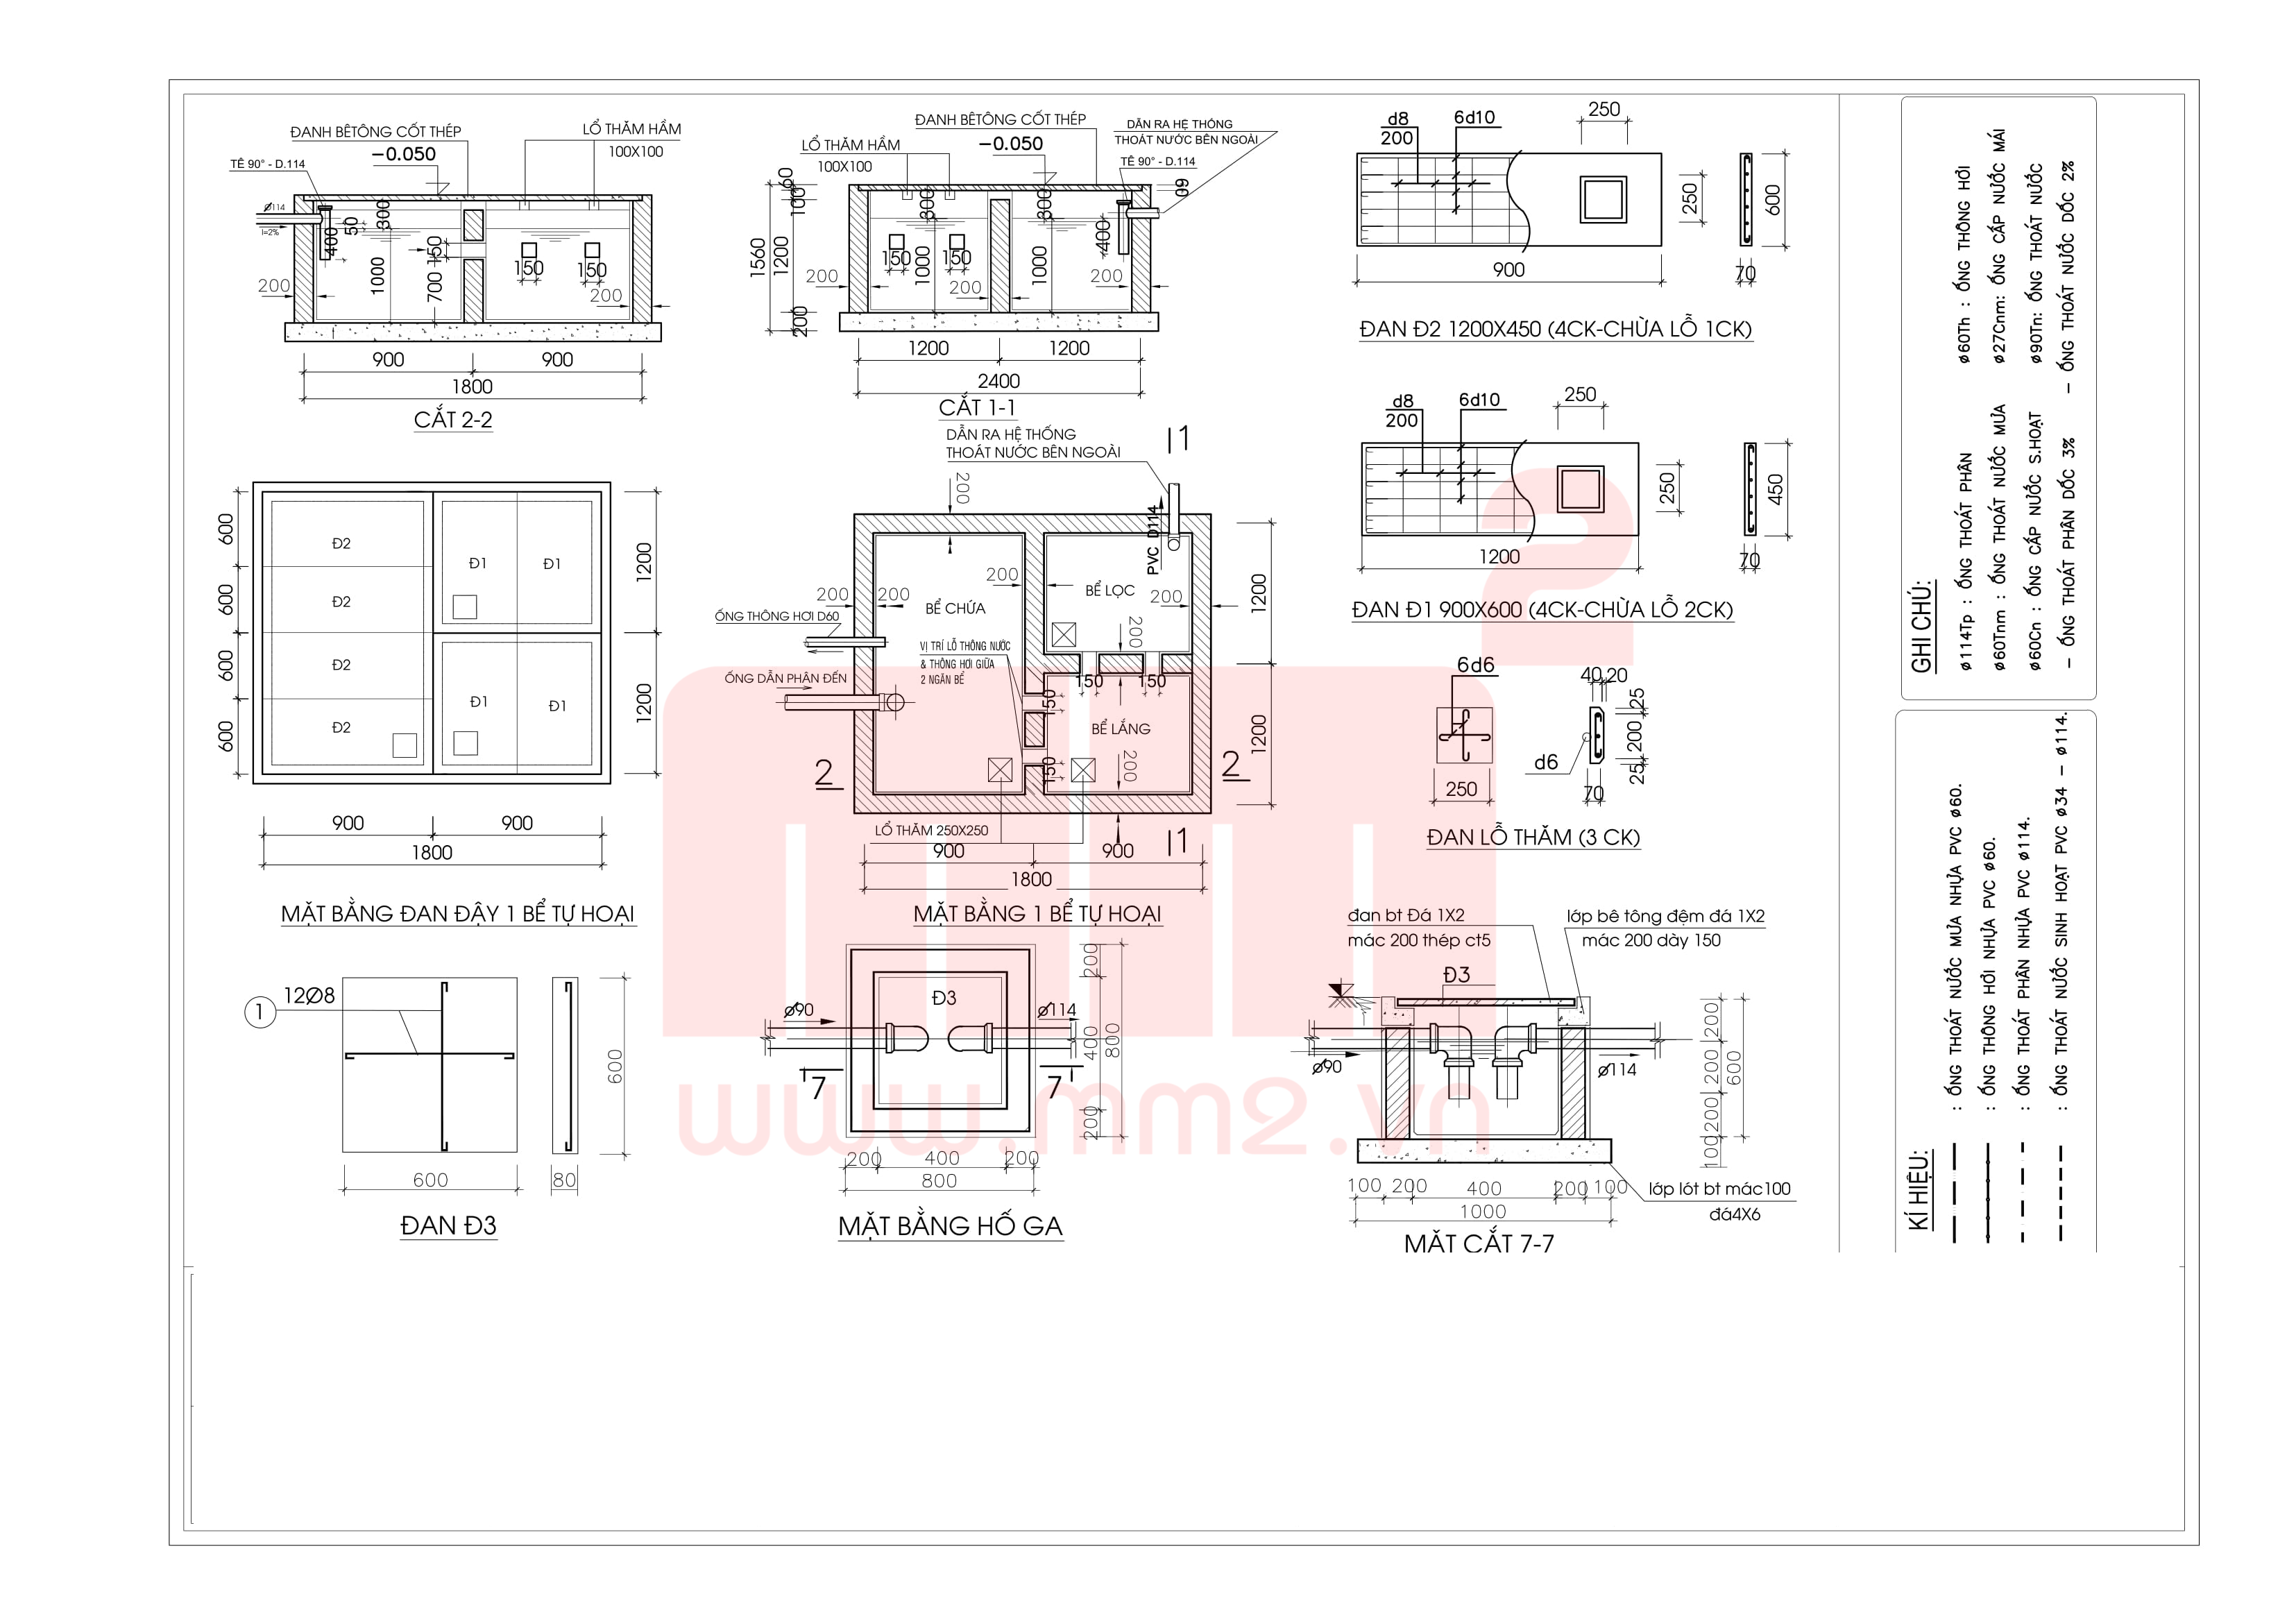 ĐANH BÊTÔNG CỐT THÉP
LỔ THĂM HẦM
100X100
−0.050
TÊ 90° - D.114
Ø114
i=2%
400
50
300
1000
700
150
150
150
200
200
900
900
1800
CẮT 2-2
ĐANH BÊTÔNG CỐT THÉP
DẪN RA HỆ THỐNG
THOÁT NƯỚC BÊN NGOÀI
LỔ THĂM HẦM
100X100
−0.050
TÊ 90° - D.114
60
100
1560
1200
200
60
300
300
400
150
150
1000
1000
200
200
200
1200
1200
2400
CẮT 1-1
d8
200
6d10
250
250
600
900
70
ĐAN Đ2 1200X450 (4CK-CHỪA LỖ 1CK)
d8
200
6d10
250
250
450
1200
70
ĐAN Đ1 900X600 (4CK-CHỪA LỖ 2CK)
600
600
600
600
Đ2
Đ2
Đ2
Đ2
Đ1
Đ1
Đ1
Đ1
1200
1200
900
900
1800
MẶT BẰNG ĐAN ĐẬY 1 BỂ TỰ HOẠI
DẪN RA HỆ THỐNG
THOÁT NƯỚC BÊN NGOÀI
1
200
PVC D114
200
BỂ LỌC
200
200
200
BỂ CHỨA
ỐNG THÔNG HƠI D60
VỊ TRÍ LỖ THÔNG NƯỚC
& THÔNG HƠI GIỮA
2 NGĂN BỂ
200
ỐNG DẪN PHÂN ĐẾN
150
150
150
150
BỂ LẮNG
200
2
2
1200
1200
LỔ THĂM 250X250
1
900
900
1800
MẶT BẰNG 1 BỂ TỰ HOẠI
6d6
40
20
25
200
25
d6
250
70
ĐAN LỖ THĂM (3 CK)
1
12Ø8
600
600
80
ĐAN Đ3
Đ3
Ø90
Ø114
7
7
200
400
200
800
200
400
200
800
MẶT BẰNG HỐ GA
đan bt Đá 1X2
mác 200 thép ct5
lớp bê tông đệm đá 1X2
mác 200 dày 150
Đ3
Ø90
Ø114
200
200
200
100
600
100
200
400
200
100
1000
lớp lót bt mác100
đá4X6
MẶT CẮT 7-7
GHI CHÚ:
ø114Tp : ỐNG THOÁT PHÂN
ø60Th : ỐNG THÔNG HƠI
ø60Tnm : ỐNG THOÁT NƯỚC MƯA
ø27Cnm: ỐNG CẤP NƯỚC MÁI
ø60Cn : ỐNG CẤP NƯỚC S.HOẠT
ø90Tn: ỐNG THOÁT NƯỚC
− ỐNG THOÁT PHÂN DỐC 3%
− ỐNG THOÁT NƯỚC DỐC 2%
KÍ HIỆU:
: ỐNG THOÁT NƯỚC MƯA NHỰA PVC ø60.
: ỐNG THÔNG HƠI NHỰA PVC ø60.
: ỐNG THOÁT PHÂN NHỰA PVC ø114.
: ỐNG THOÁT NƯỚC SINH HOẠT PVC ø34 − ø114.
2
www.mm2.vn